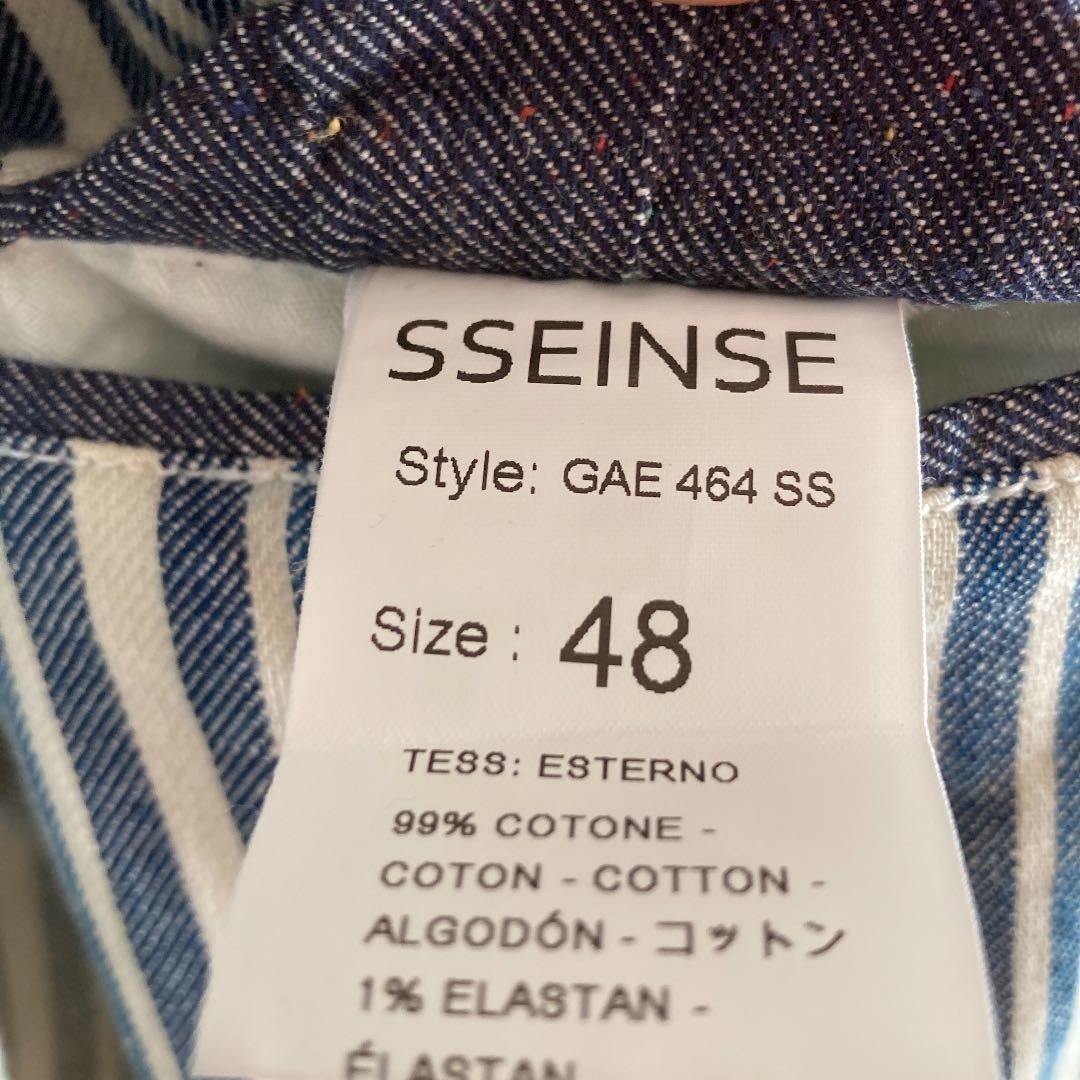 SSEINSE
Style: GAE 464 SS
Size : 48
TESS: ESTERNO
99% COTONE -
COTON - COTTON -
ALGODÓN - コットン
1% ELASTAN -
ÉLASTAN